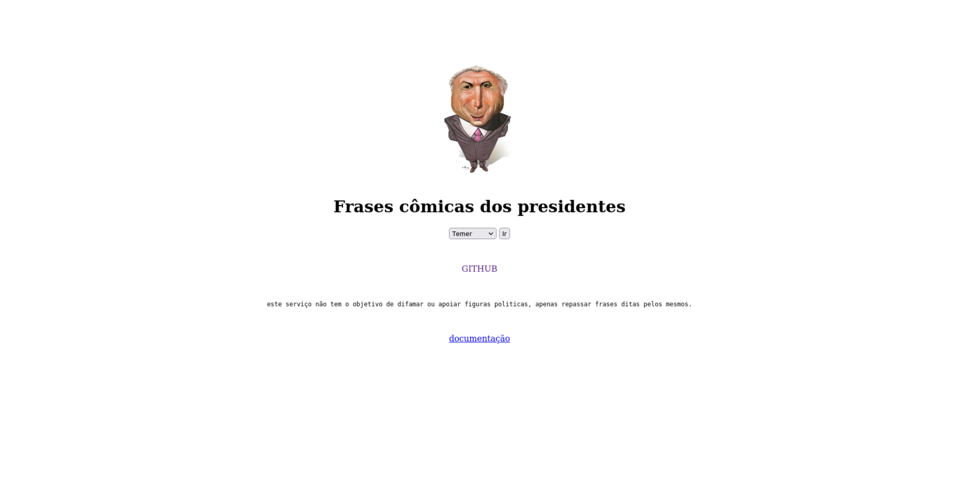 Frases cômicas dos presidentes
Temer ir
GITHUB
este serviço não tem o objetivo de difamar ou apoiar figuras politicas, apenas repassar frases ditas pelos mesmos.
documentação